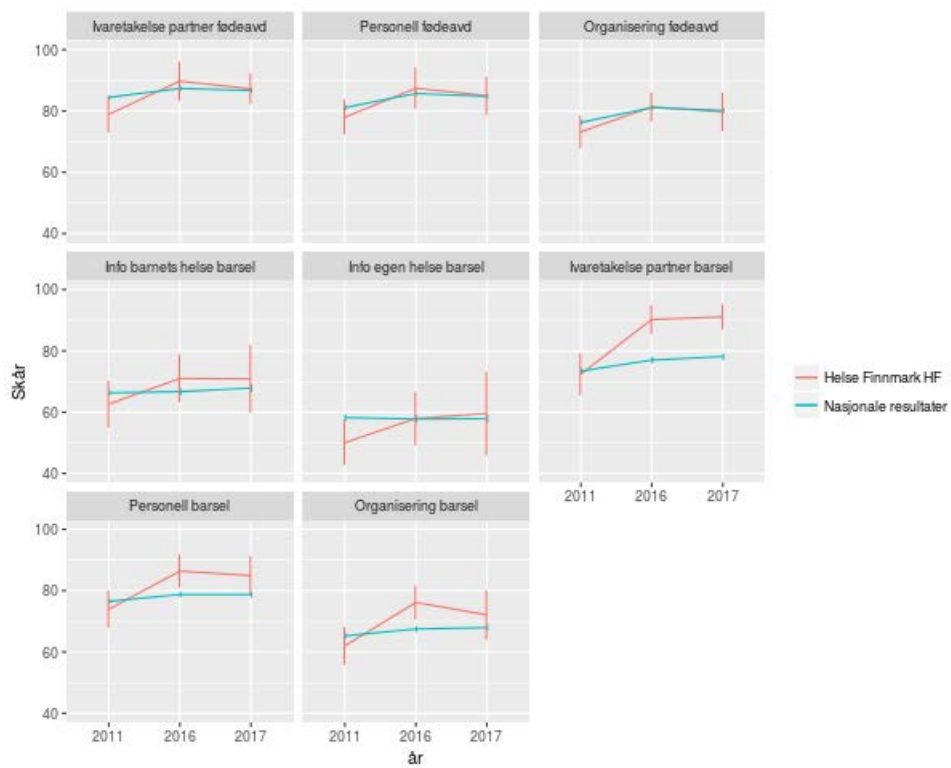 Ivaretakelse partner fødeavd
Personell fødeavd
Organisering fødeavd
100
80
60
40
Info barnets helse barsel
Info egen helse barsel
Ivaretakelse partner barsel
100
80
60
40
Skår
Helse Finnmark HF
Nasjonale resultater
2011 2016 2017
Personell barsel
Organisering barsel
100
80
60
40
2011 2016 2017
2011 2016 2017
år